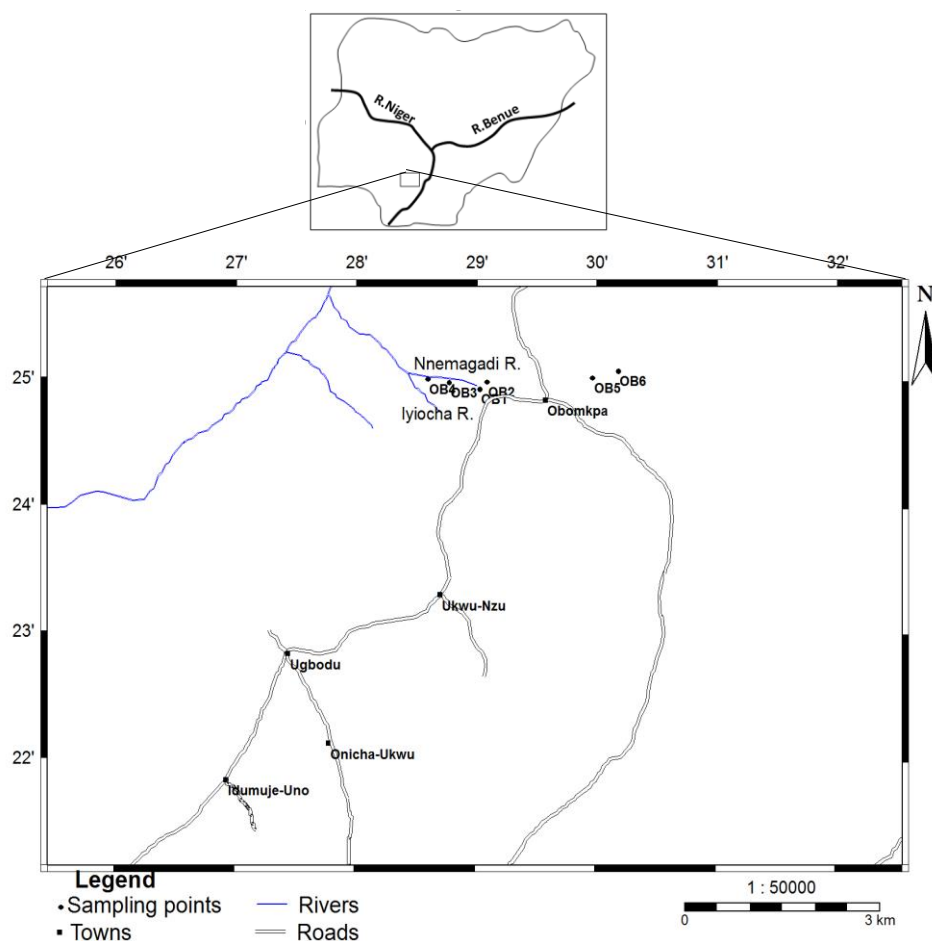 R.Niger
R.Benue
26' 27' 28' 29' 30' 31' 32'
N
Nnemagadi R.
25'
OB4
OB3
OB2
OB1
OB5
OB6
Iyiocha R.
Obomkpa
24'
Ukwu-Nzu
23'
Ugbodu
22'
Onicha-Ukwu
Idumuje-Uno
Legend
Sampling points
Rivers
Towns
Roads
1 : 50000
0 3 km